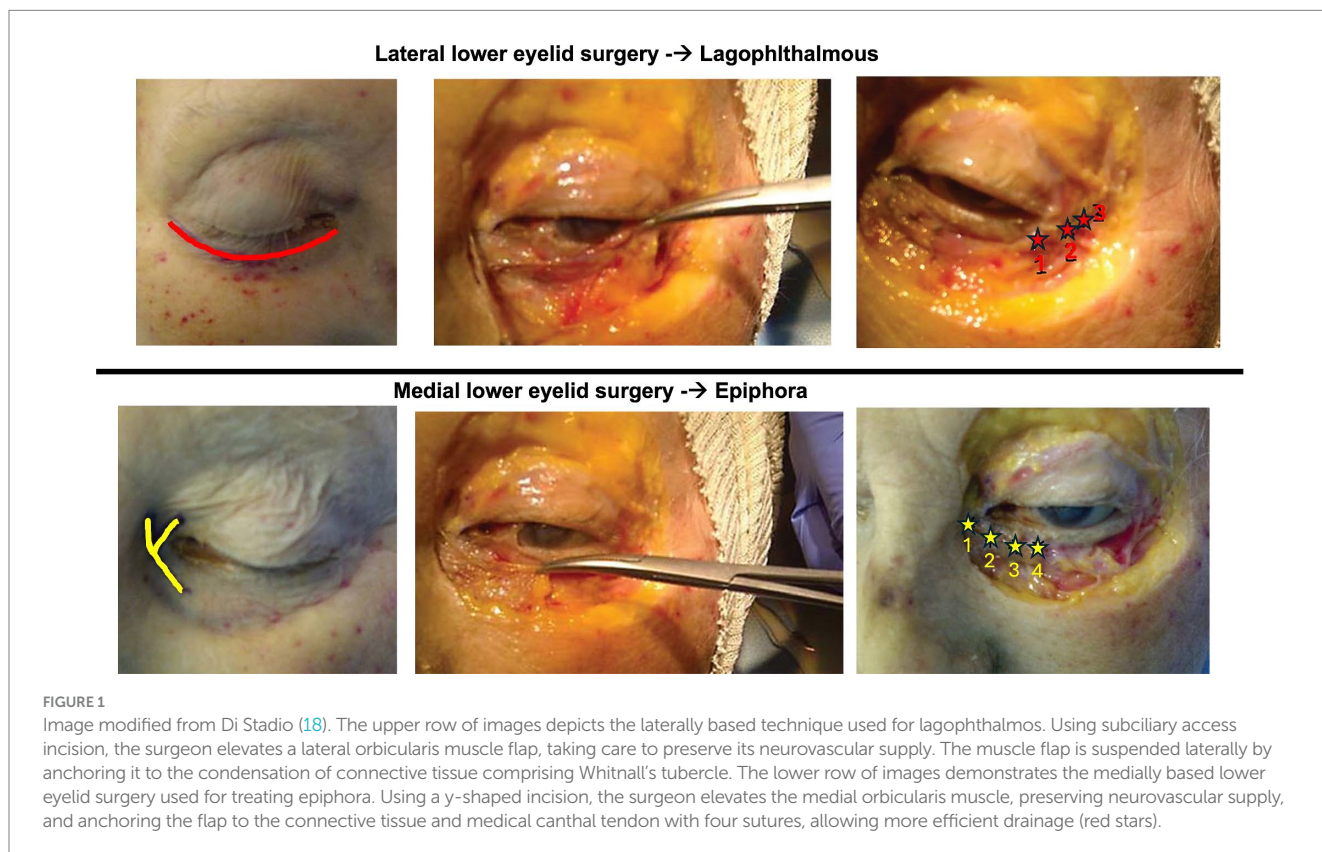 Lateral lower eyelid surgery -→ Lagophlthalmous
1
2
3
Medial lower eyelid surgery -→ Epiphora
1
2
3
4
FIGURE 1
Image modified from Di Stadio (18). The upper row of images depicts the laterally based technique used for lagophthalmos. Using subciliary access
incision, the surgeon elevates a lateral orbicularis muscle flap, taking care to preserve its neurovascular supply. The muscle flap is suspended laterally by
anchoring it to the condensation of connective tissue comprising Whitnall's tubercle. The lower row of images demonstrates the medially based lower
eyelid surgery used for treating epiphora. Using a y-shaped incision, the surgeon elevates the medial orbicularis muscle, preserving neurovascular supply,
and anchoring the flap to the connective tissue and medical canthal tendon with four sutures, allowing more efficient drainage (red stars).